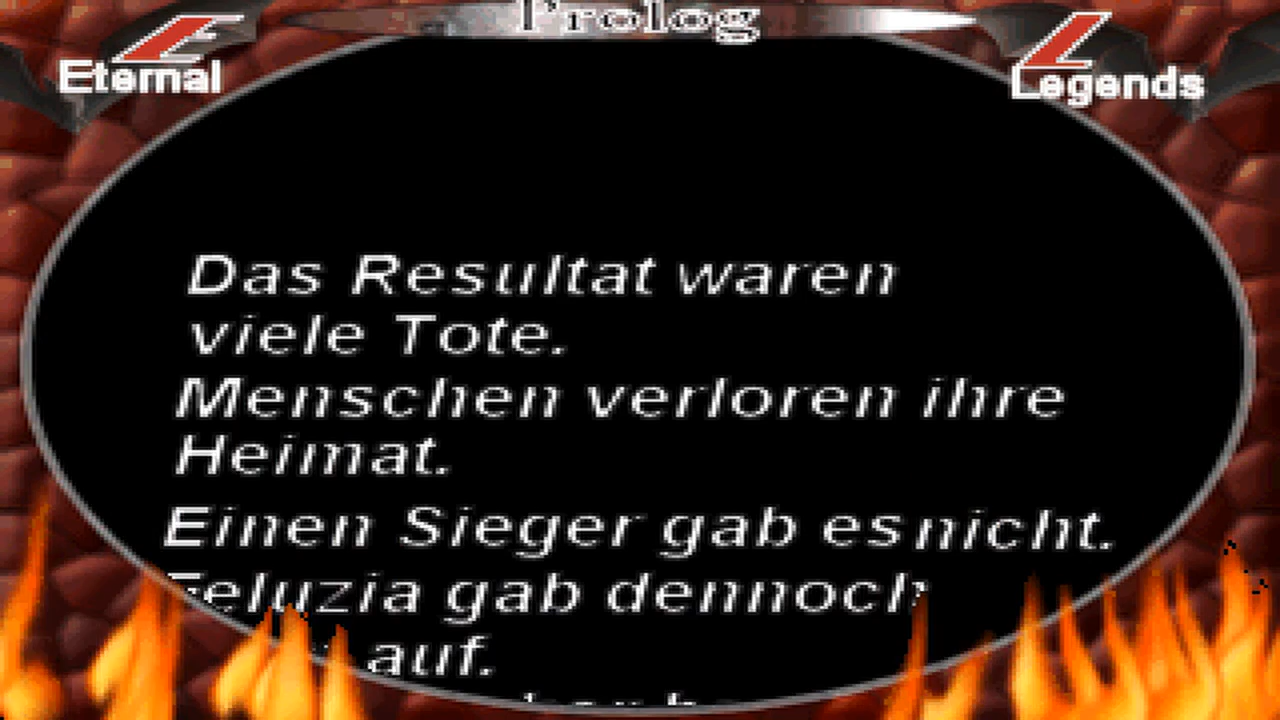 Prolog
Eternal
Legends
Das Resultat waren
viele Tote.
Menschen verloren ihre
Heimat.
Einen Sieger gab es nicht.
Feluzia gab dennoch
auf.